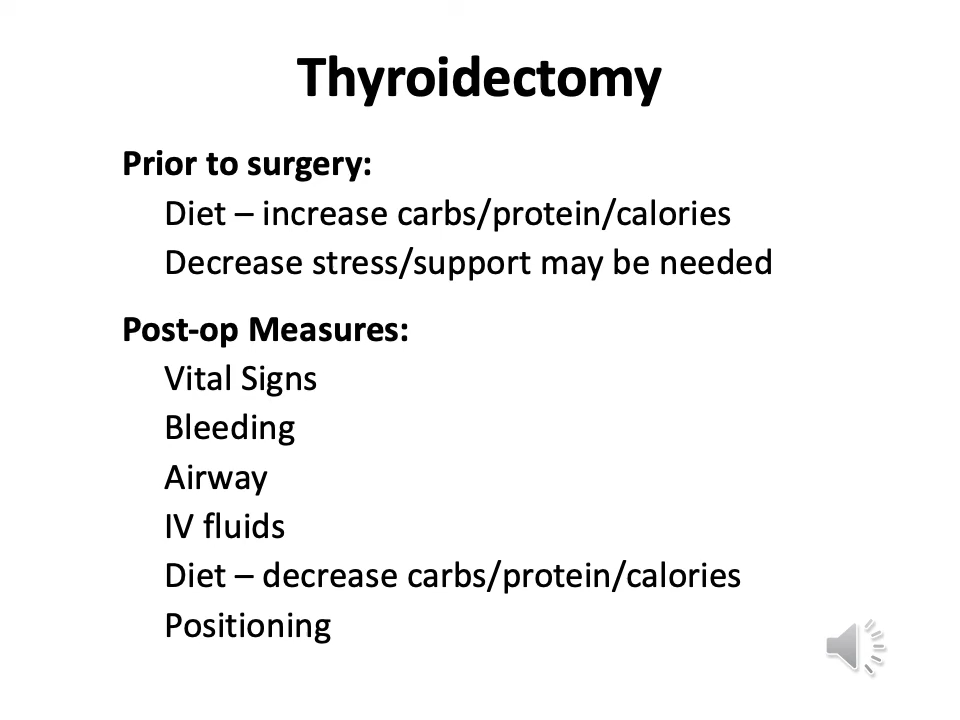 Thyroidectomy
Prior to surgery:
Diet – increase carbs/protein/calories
Decrease stress/support may be needed
Post-op Measures:
Vital Signs
Bleeding
Airway
IV fluids
Diet – decrease carbs/protein/calories
Positioning